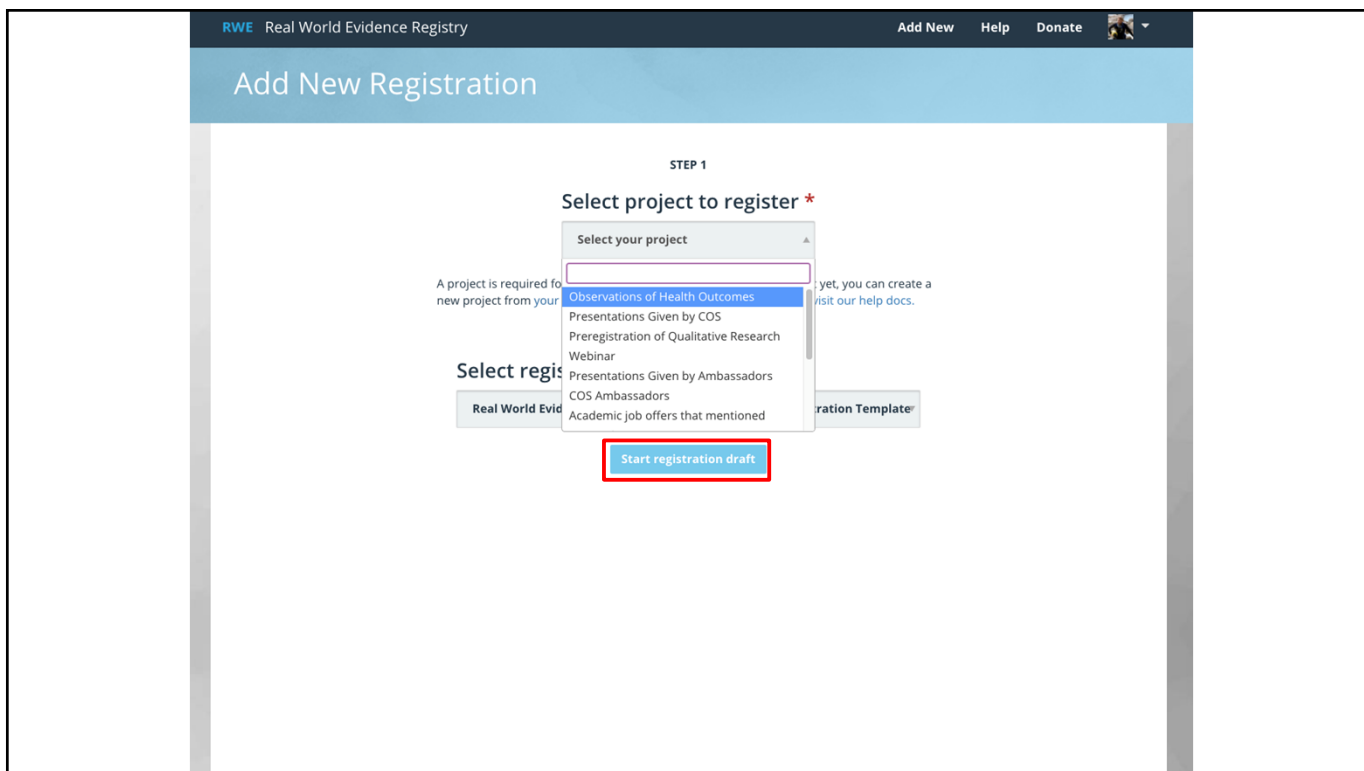 RWE Real World Evidence Registry
Add New Help Donate
Add New Registration
STEP 1
Select project to register *
Select your project
A project is required fo
yet, you can create a
new project from your
visit our help docs.
Observations of Health Outcomes
Presentations Given by COS
Preregistration of Qualitative Research
Webinar
Presentations Given by Ambassadors
COS Ambassadors
Academic job offers that mentioned
Select regis
Real World Evid
ration Template
Start registration draft